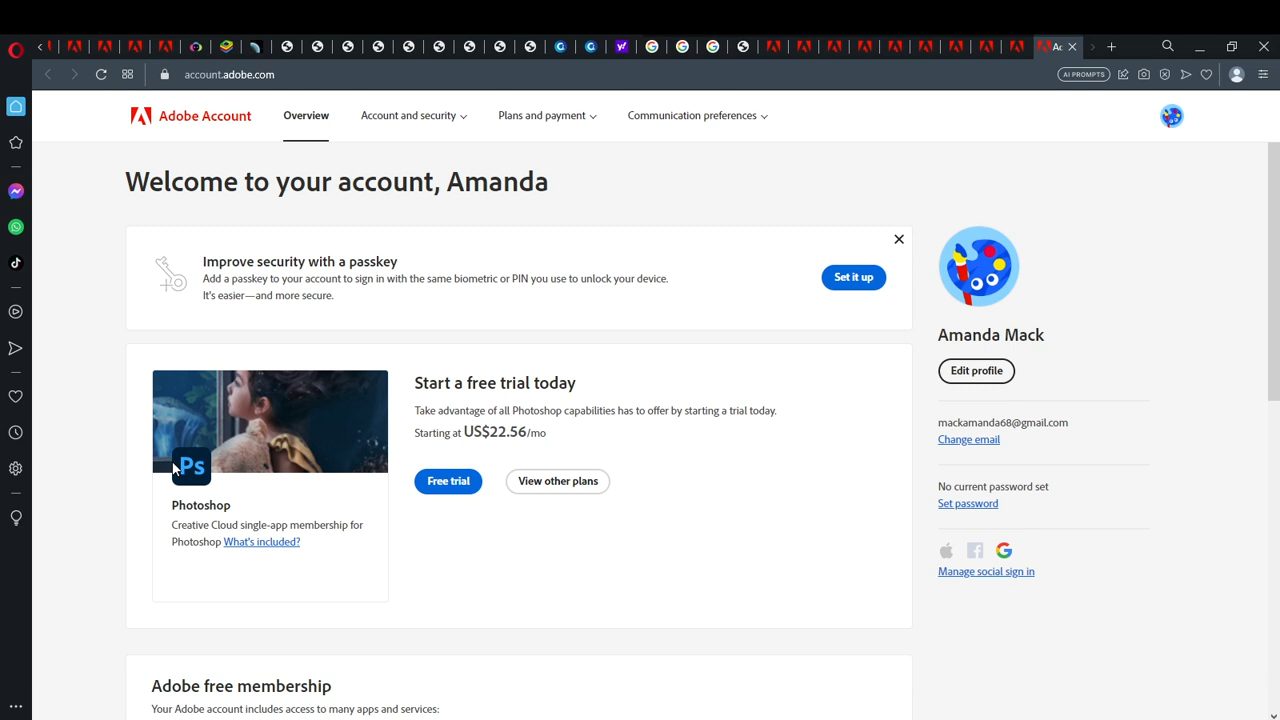 Ac
account.adobe.com
AI PROMPTS
Adobe Account
Overview
Account and security
Plans and payment
Communication preferences
Welcome to your account, Amanda
Improve security with a passkey
Add a passkey to your account to sign in with the same biometric or PIN you use to unlock your device.
It's easier—and more secure.
Set it up
Ps
Photoshop
Creative Cloud single-app membership for
Photoshop What's included?
Start a free trial today
Take advantage of all Photoshop capabilities has to offer by starting a trial today.
Starting at US$22.56/mo
Free trial
View other plans
Adobe free membership
Your Adobe account includes access to many apps and services:
Amanda Mack
Edit profile
mackamanda68@gmail.com
Change email
No current password set
Set password
Manage social sign in